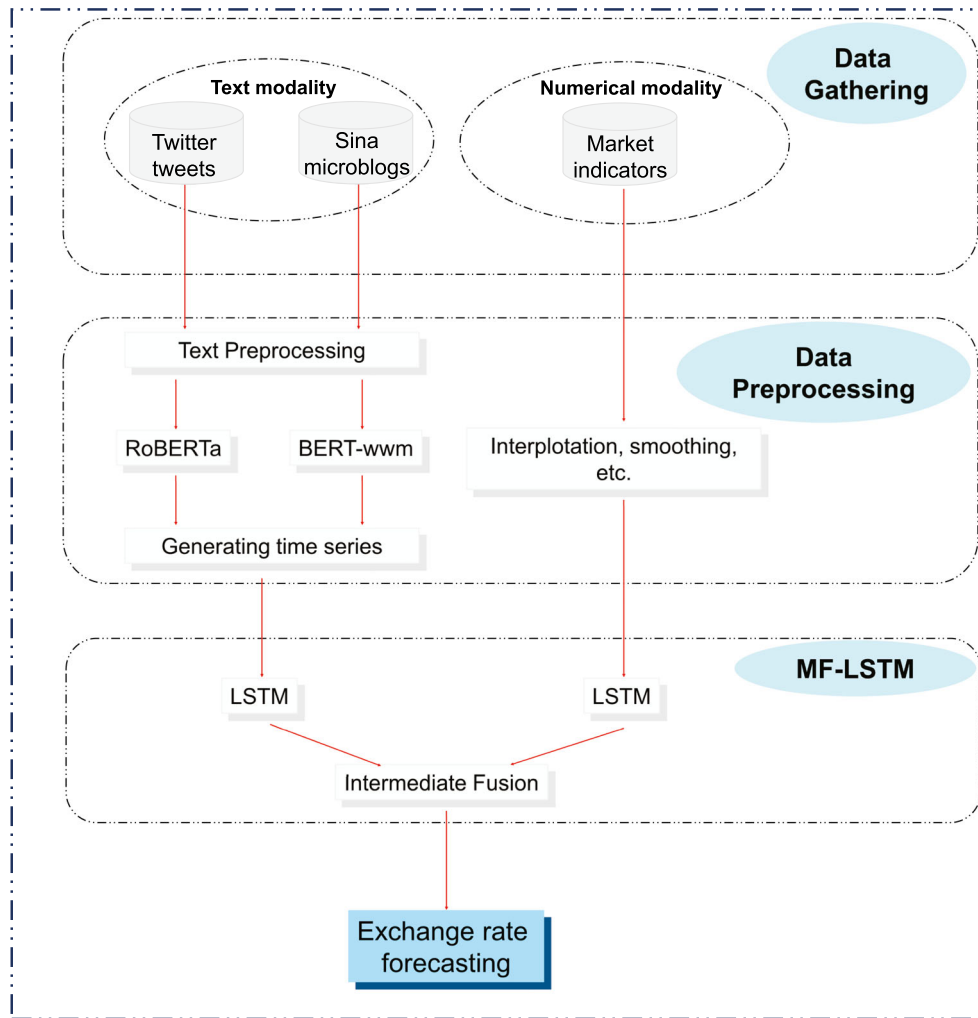 Data
Gathering
Text modality
Numerical modality
Twitter
tweets
Sina
microblogs
Market
indicators
Data
Preprocessing
Text Preprocessing
RoBERTa
BERT-wwm
Interplotation, smoothing,
etc.
Generating time series
MF-LSTM
LSTM
LSTM
Intermediate Fusion
Exchange rate
forecasting